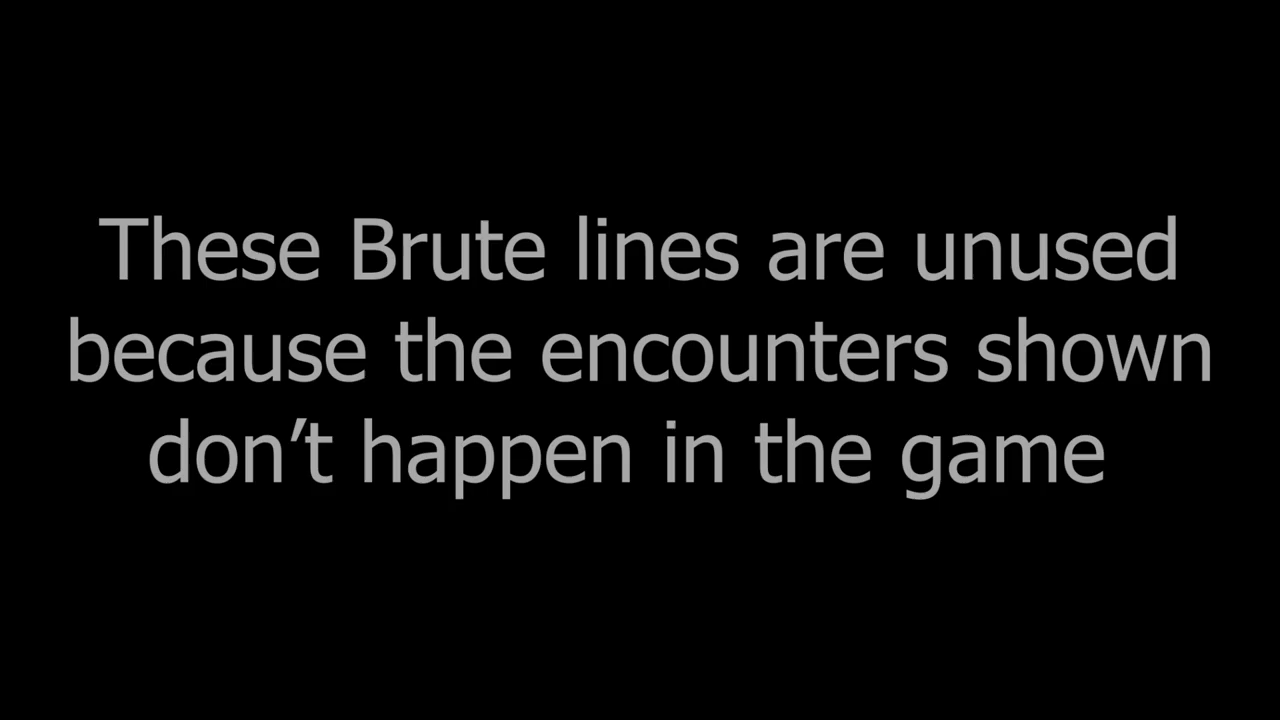 These Brute lines are unused
because the encounters shown
don’t happen in the game